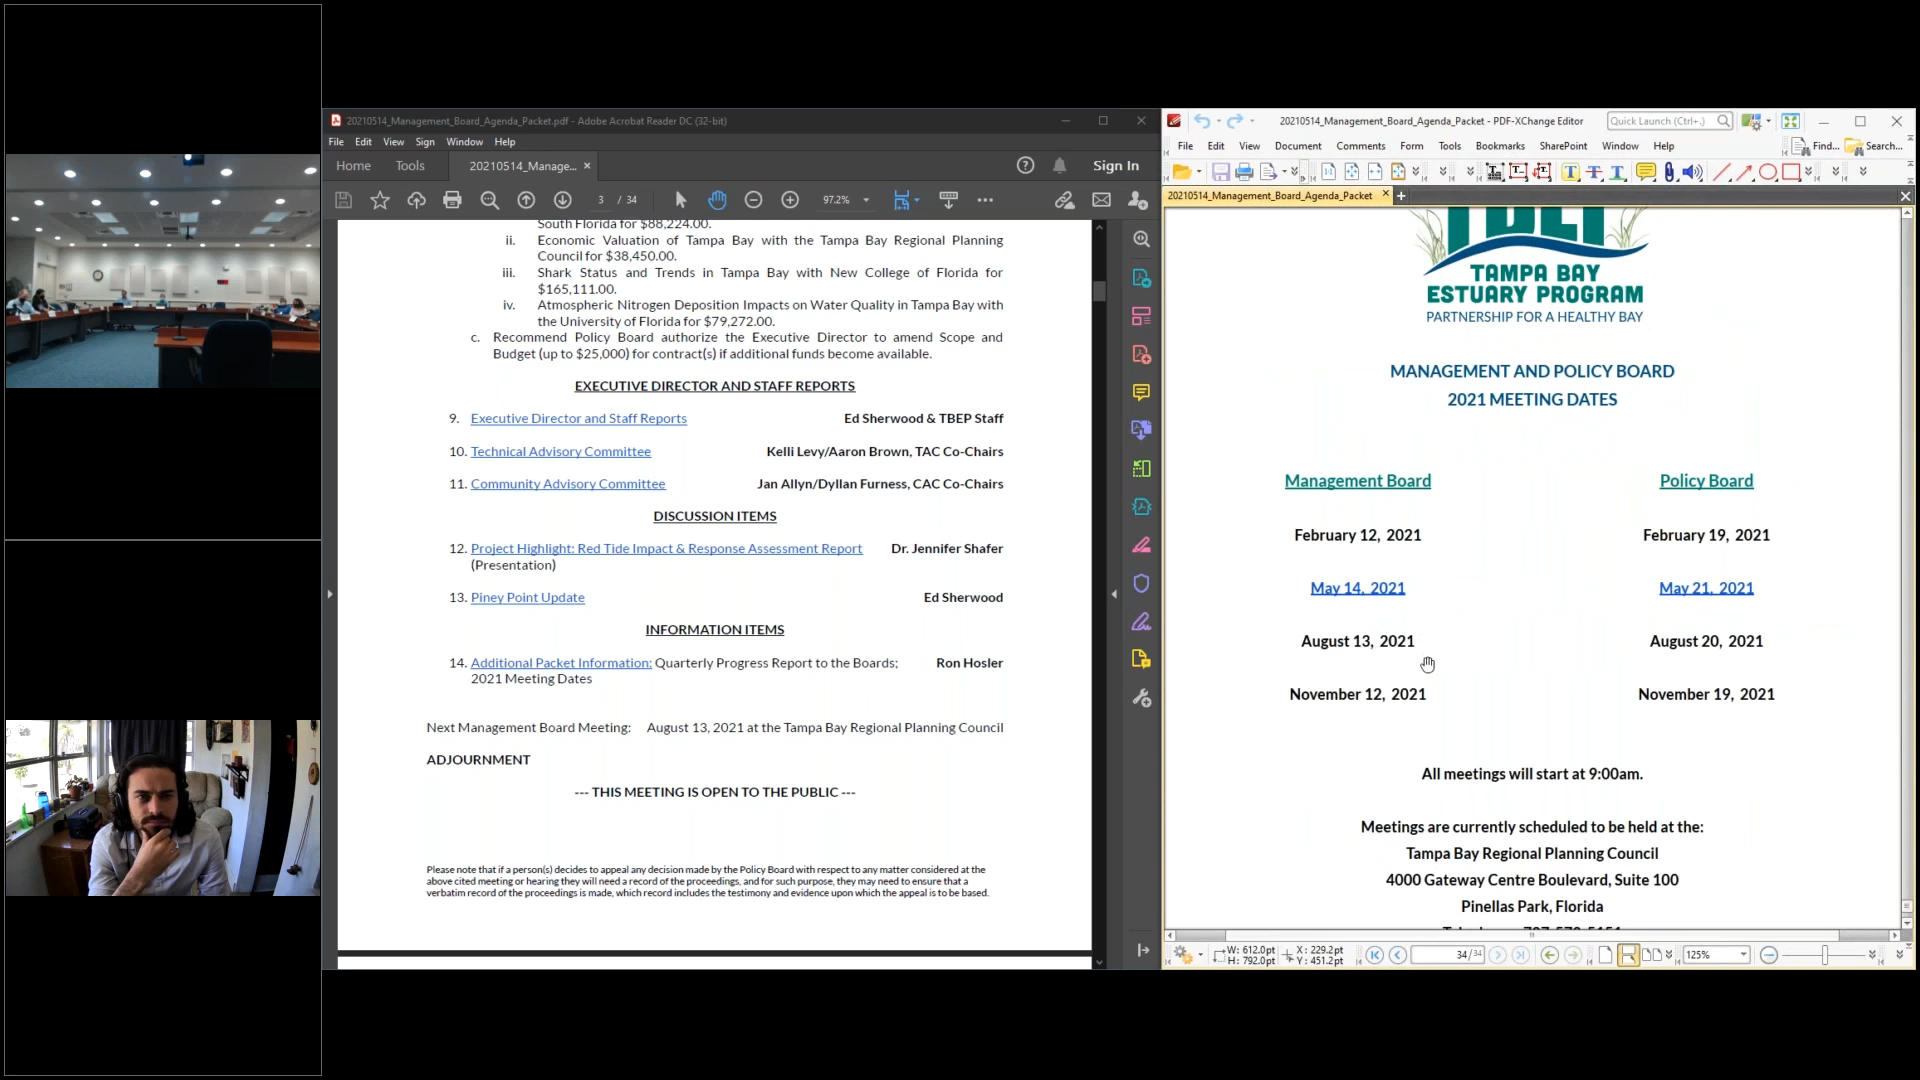 20210514_Management_Board_Agenda_Packet.pdf - Adobe Acrobat Reader DC (32-bit)
File Edit View Sign Window Help
Home Tools 20210514_Manage... × Sign In
3 / 34 97.2%
South Florida for $88,224.00.
ii. Economic Valuation of Tampa Bay with the Tampa Bay Regional Planning
Council for $38,450.00.
iii. Shark Status and Trends in Tampa Bay with New College of Florida for
$165,111.00.
iv. Atmospheric Nitrogen Deposition Impacts on Water Quality in Tampa Bay with
the University of Florida for $79,272.00.
c. Recommend Policy Board authorize the Executive Director to amend Scope and
Budget (up to $25,000) for contract(s) if additional funds become available.
EXECUTIVE DIRECTOR AND STAFF REPORTS
9. Executive Director and Staff Reports Ed Sherwood & TBEP Staff
10. Technical Advisory Committee Kelli Levy/Aaron Brown, TAC Co-Chairs
11. Community Advisory Committee Jan Allyn/Dyllan Furness, CAC Co-Chairs
DISCUSSION ITEMS
12. Project Highlight: Red Tide Impact & Response Assessment Report Dr. Jennifer Shafer
(Presentation)
13. Piney Point Update Ed Sherwood
INFORMATION ITEMS
14. Additional Packet Information: Quarterly Progress Report to the Boards; Ron Hosler
2021 Meeting Dates
Next Management Board Meeting: August 13, 2021 at the Tampa Bay Regional Planning Council
ADJOURNMENT
--- THIS MEETING IS OPEN TO THE PUBLIC ---
Please note that if a person(s) decides to appeal any decision made by the Policy Board with respect to any matter considered at the
above cited meeting or hearing they will need a record of the proceedings, and for such purpose, they may need to ensure that a
verbatim record of the proceedings is made, which record includes the testimony and evidence upon which the appeal is to be based.
20210514_Management_Board_Agenda_Packet - PDF-XChange Editor Quick Launch (Ctrl+.)
File Edit View Document Comments Form Tools Bookmarks SharePoint Window Help Find... Search...
20210514_Management_Board_Agenda_Packet
TAMPA BAY
ESTUARY PROGRAM
PARTNERSHIP FOR A HEALTHY BAY
MANAGEMENT AND POLICY BOARD
2021 MEETING DATES
Management Board Policy Board
February 12, 2021 February 19, 2021
May 14, 2021 May 21, 2021
August 13, 2021 August 20, 2021
November 12, 2021 November 19, 2021
All meetings will start at 9:00am.
Meetings are currently scheduled to be held at the:
Tampa Bay Regional Planning Council
4000 Gateway Centre Boulevard, Suite 100
Pinellas Park, Florida
W: 612.0pt X: 229.2pt
H: 792.0pt Y: 451.2pt
34/34 125%